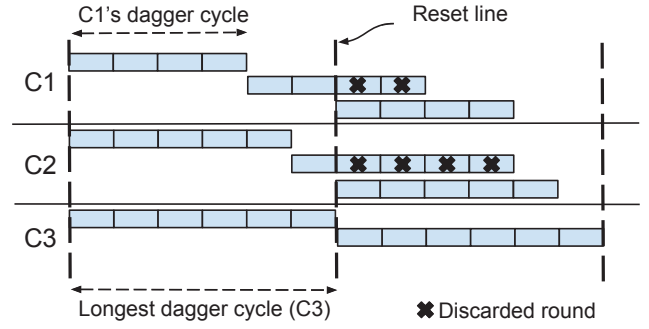 C1's dagger cycle
Reset line
C1
C2
C3
Longest dagger cycle (C3)
Discarded round